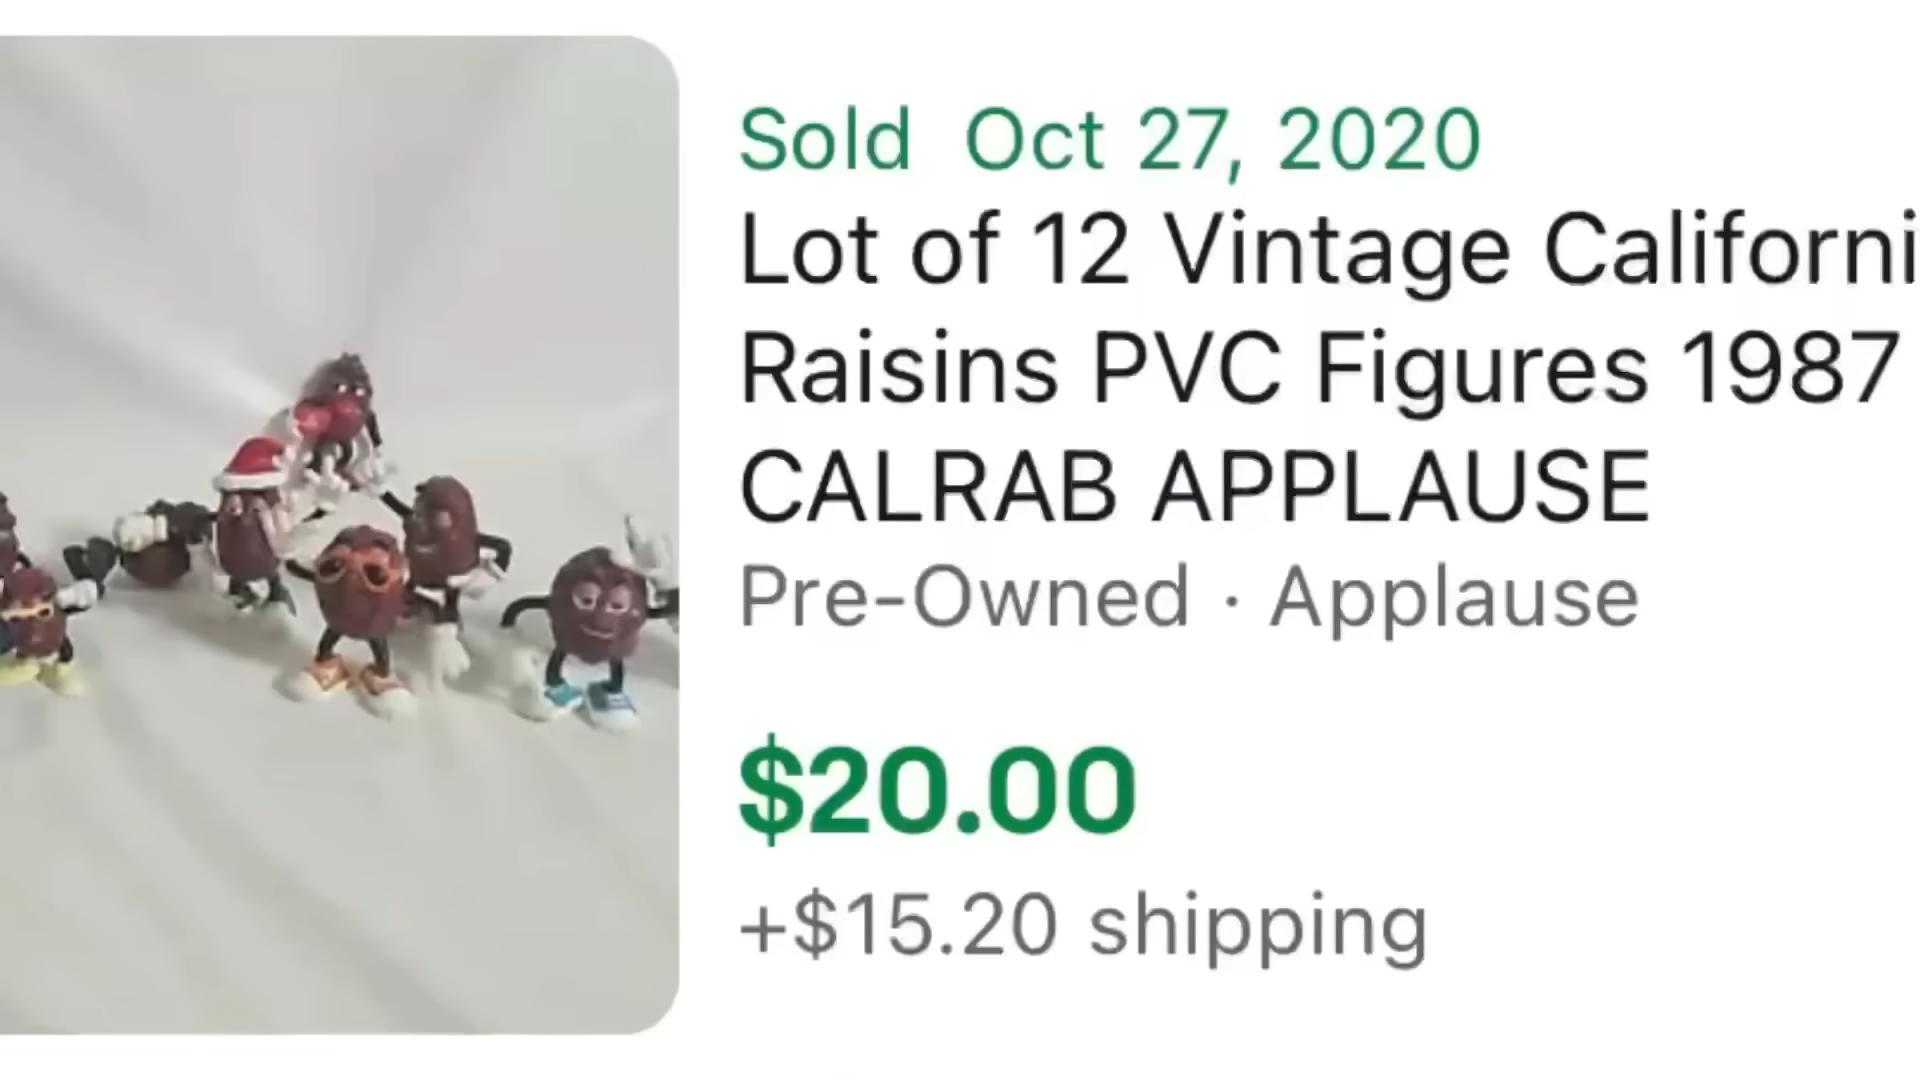 Sold Oct 27, 2020
Lot of 12 Vintage Californi
Raisins PVC Figures 1987
CALRAB APPLAUSE
Pre-Owned · Applause
$20.00
+$15.20 shipping